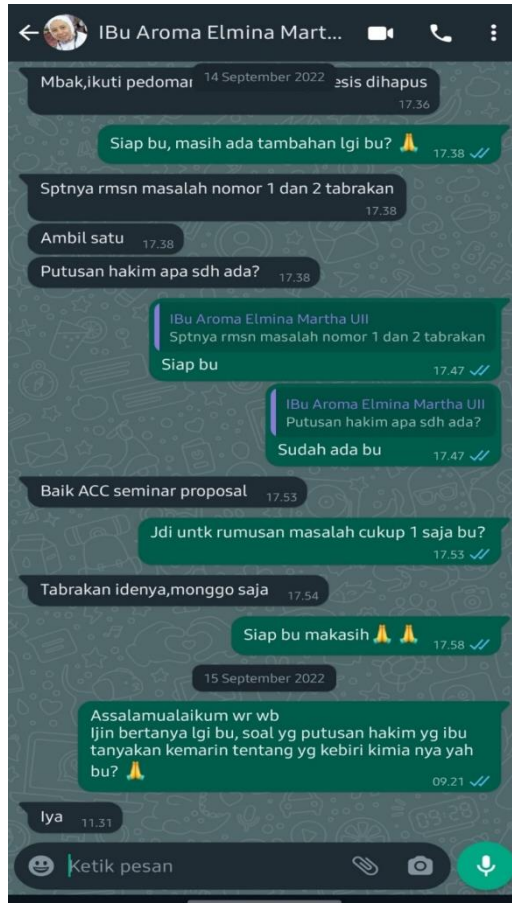 IBu Aroma Elmina Mart...
14 September 2022
Mbak,ikuti pedoman esis dihapus
17.36
Siap bu, masih ada tambahan lgi bu? 🙏 17.38
Sptnya rmsn masalah nomor 1 dan 2 tabrakan
17.38
Ambil satu 17.38
Putusan hakim apa sdh ada? 17.38
IBu Aroma Elmina Martha UII
Sptnya rmsn masalah nomor 1 dan 2 tabrakan
Siap bu 17.47
IBu Aroma Elmina Martha UII
Putusan hakim apa sdh ada?
Sudah ada bu 17.47
Baik ACC seminar proposal 17.53
Jdi untk rumusan masalah cukup 1 saja bu?
17.53
Tabrakan idenya,monggo saja 17.54
Siap bu makasih 🙏 🙏 17.58
15 September 2022
Assalamualaikum wr wb
Ijin bertanya lgi bu, soal yg putusan hakim yg ibu
tanyakan kemarin tentang yg kebiri kimia nya yah
bu? 🙏 09.21
Iya 11.31
Ketik pesan